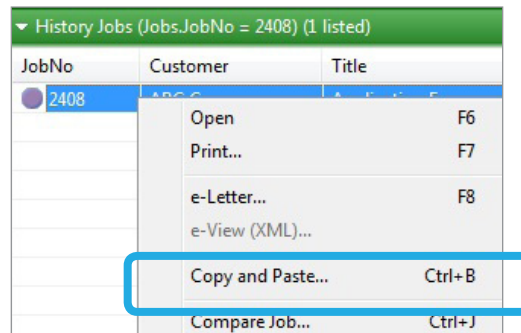 History Jobs (Jobs.JobNo = 2408) (1 listed)
JobNo Customer Title
2408
Open F6
Print... F7
e-Letter... F8
e-View (XML)...
Copy and Paste... Ctrl+B
Compare Job... Ctrl+J